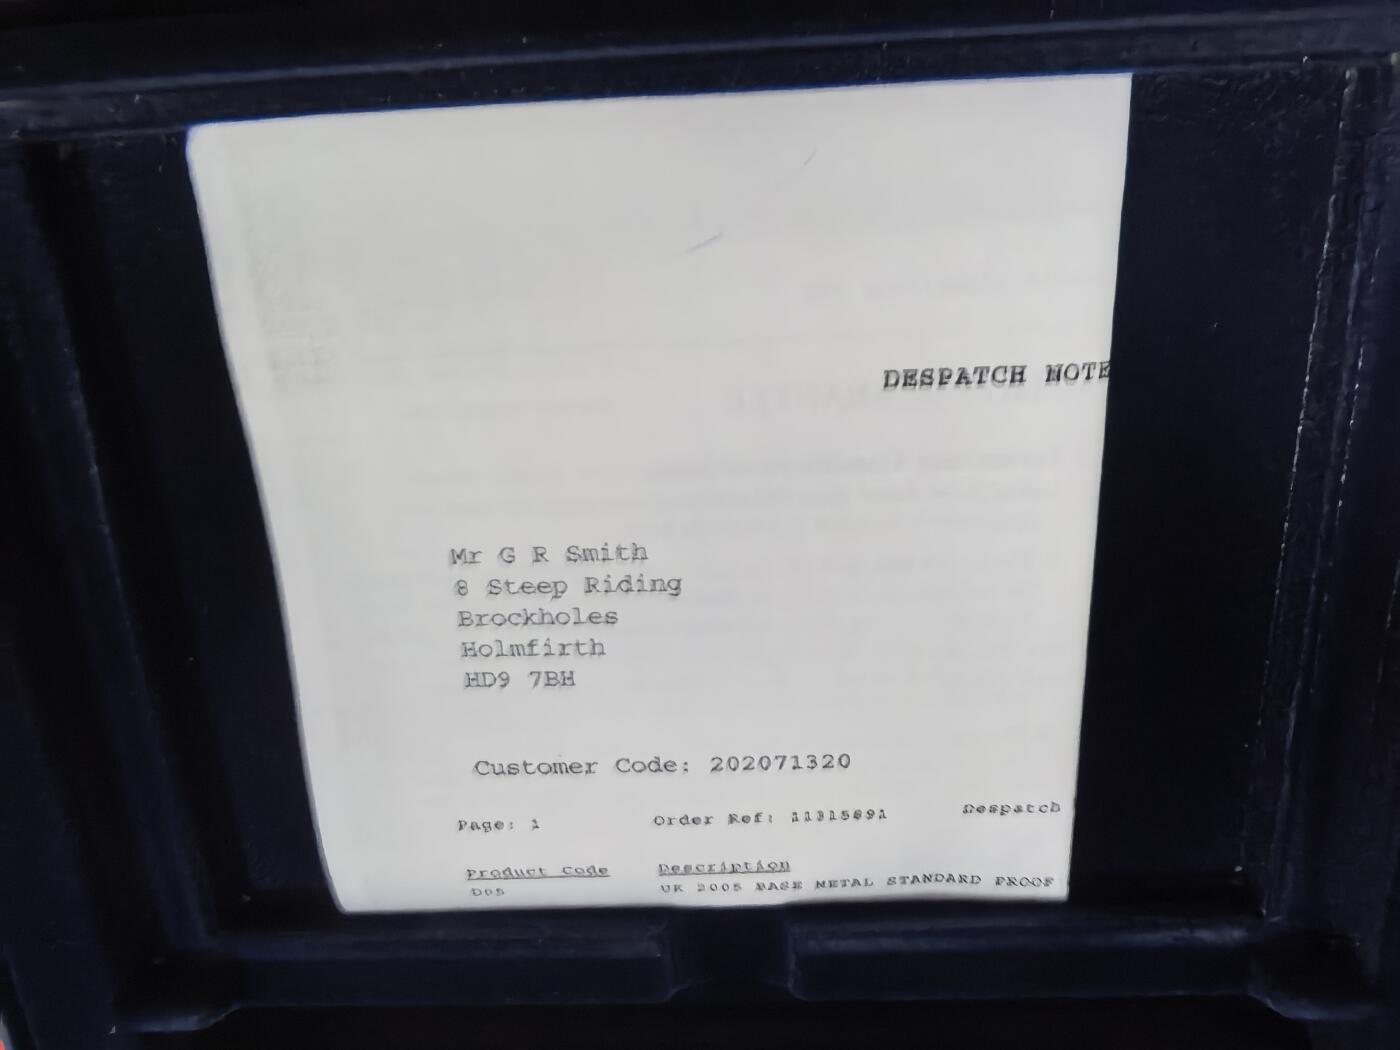 DESPATCH NOTE
Mr G R Smith
8 Steep Riding
Brockholes
Holmfirth
HD9 7BH
Customer Code: 202071320
Page: 1 Order Ref: 11315891 Despatch
Product Code Description
D05 UK 2005 BASE METAL STANDARD PROOF